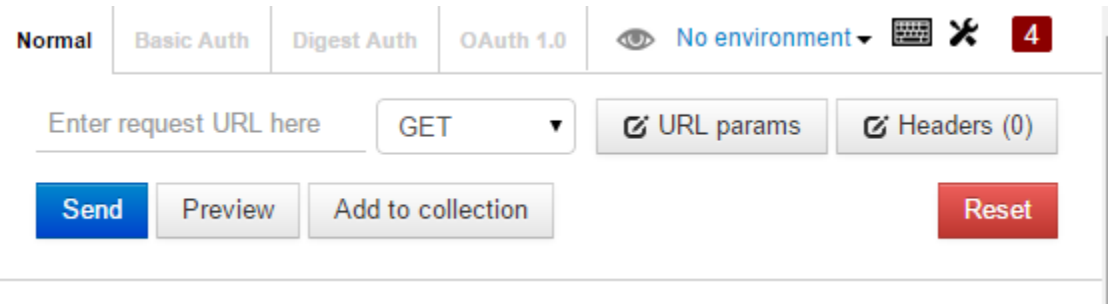 Normal Basic Auth Digest Auth OAuth 1.0 No environment 4
Enter request URL here GET URL params Headers (0)
Send Preview Add to collection Reset